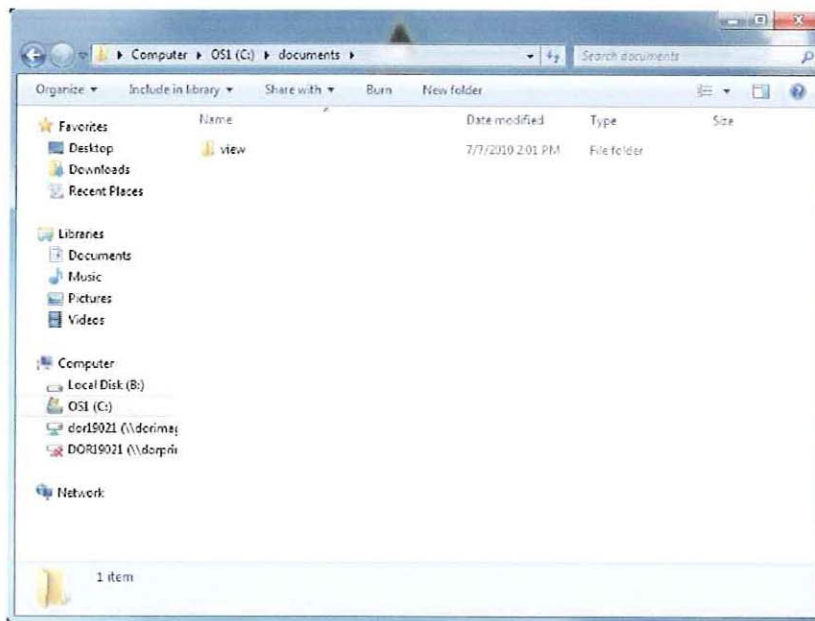 Computer ▸ OS1 (C:) ▸ documents ▸
Search documents
Organize Include in library Share with Burn New folder
Name Date modified Type Size
view 7/7/2010 2:01 PM File folder
Favorites
Desktop
Downloads
Recent Places
Libraries
Documents
Music
Pictures
Videos
Computer
Local Disk (B:)
OS1 (C:)
dor19021 (\\dorimag
DOR19021 (\\dorprin
Network
1 item